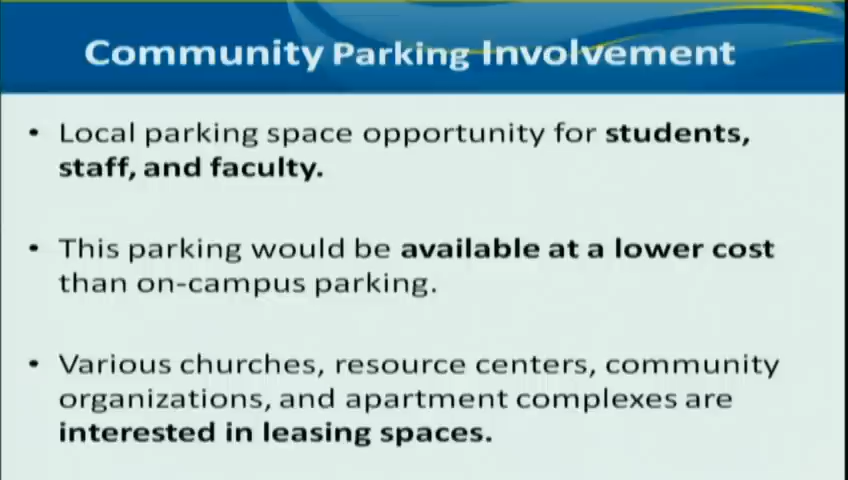 Community Parking Involvement
• Local parking space opportunity for students,
staff, and faculty.
• This parking would be available at a lower cost
than on-campus parking.
• Various churches, resource centers, community
organizations, and apartment complexes are
interested in leasing spaces.